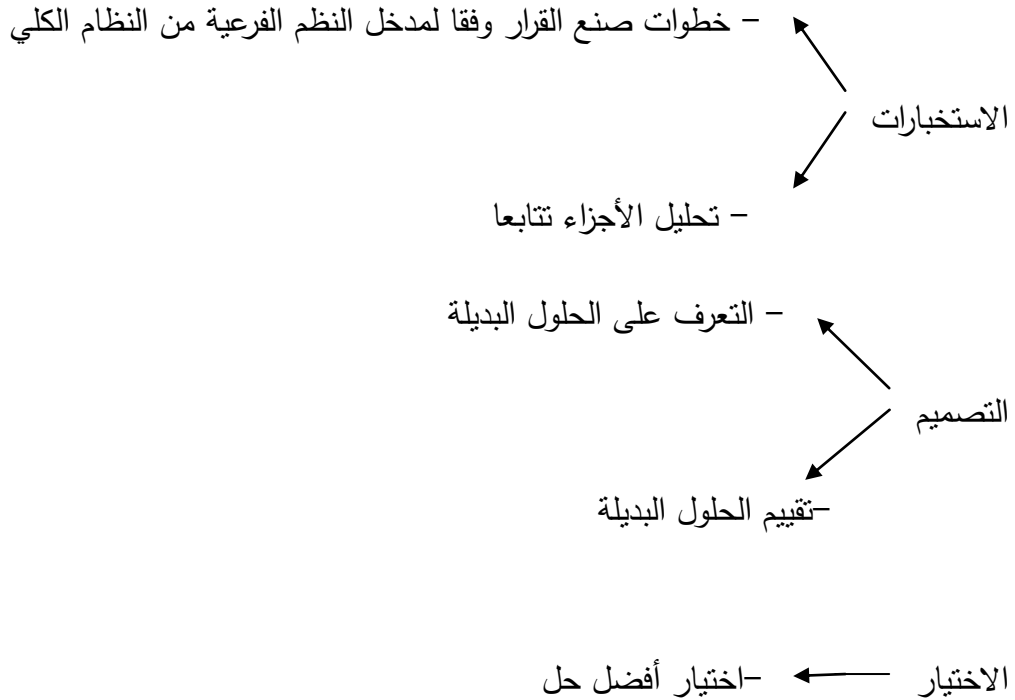 – خطوات صنع القرار وفقا لمدخل النظم الفرعية من النظام الكلي
الاستخبارات
– تحليل الأجزاء تتابعا
– التعرف على الحلول البديلة
التصميم
–تقييم الحلول البديلة
الاختيار –اختيار أفضل حل